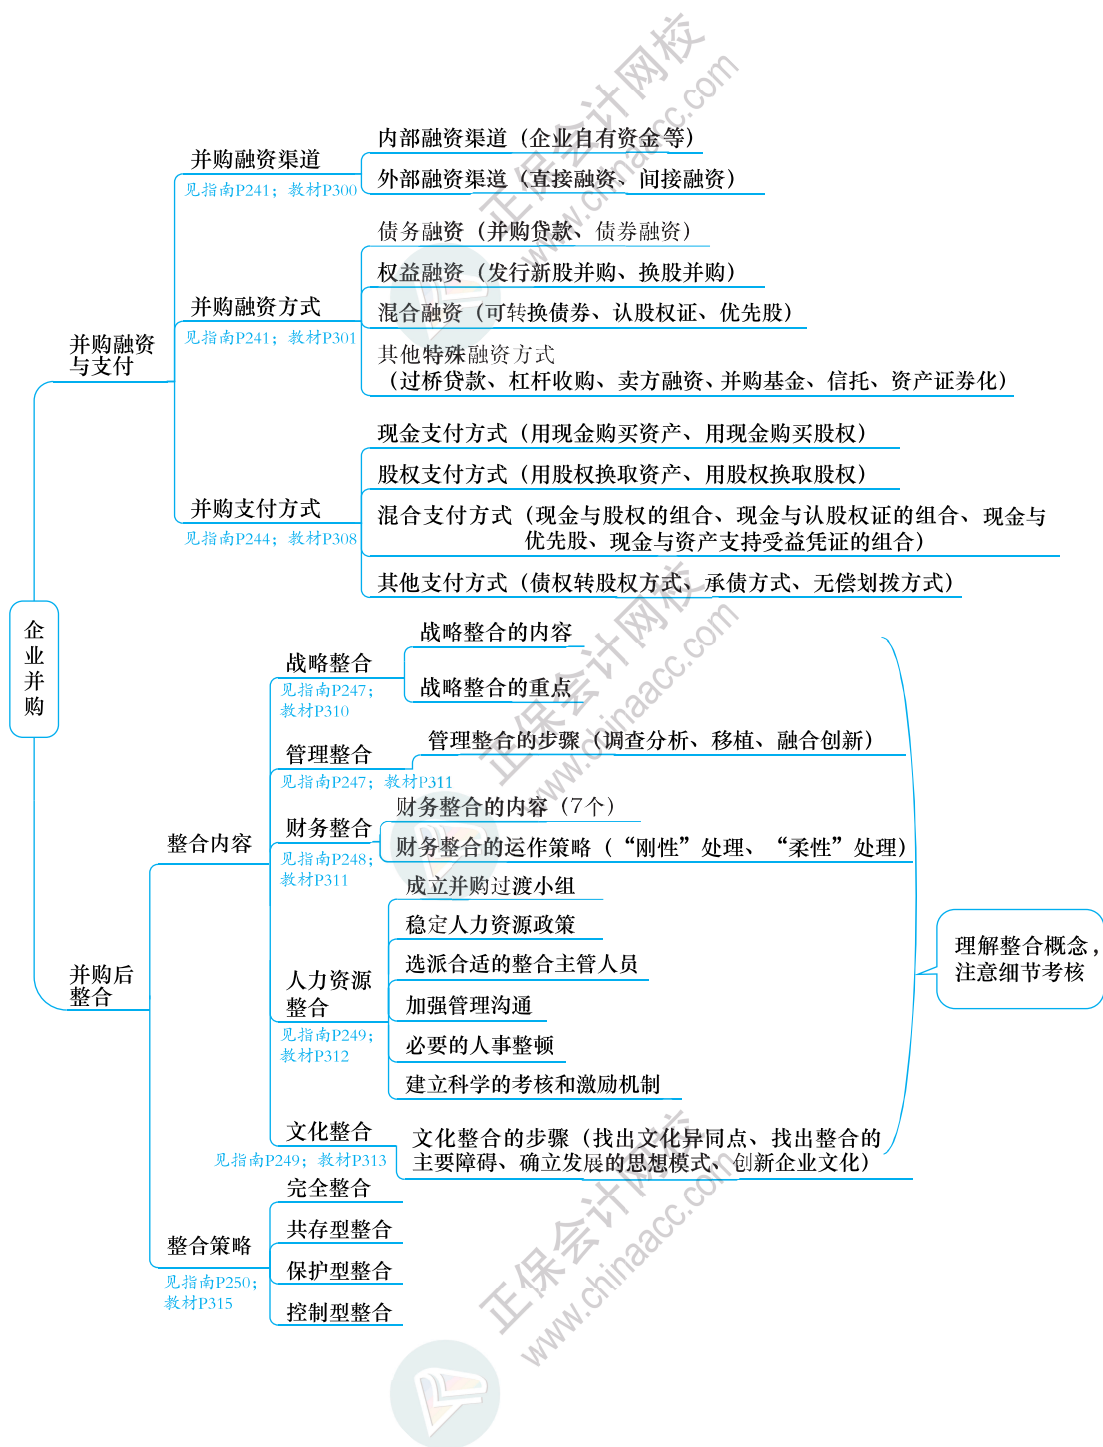 企业并购
并购融资
与支付
并购融资渠道
见指南P241；教材P300
内部融资渠道（企业自有资金等）
外部融资渠道（直接融资、间接融资）
并购融资方式
见指南P241；教材P301
债务融资（并购贷款、债券融资）
权益融资（发行新股并购、换股并购）
混合融资（可转换债券、认股权证、优先股）
其他特殊融资方式
（过桥贷款、杠杆收购、卖方融资、并购基金、信托、资产证券化）
并购支付方式
见指南P244；教材P308
现金支付方式（用现金购买资产、用现金购买股权）
股权支付方式（用股权换取资产、用股权换取股权）
混合支付方式（现金与股权的组合、现金与认股权证的组合、现金与
优先股、现金与资产支持受益凭证的组合）
其他支付方式（债权转股权方式、承债方式、无偿划拨方式）
并购后
整合
整合内容
战略整合
见指南P247；
教材P310
战略整合的内容
战略整合的重点
管理整合
见指南P247；教材P311
管理整合的步骤（调查分析、移植、融合创新）
财务整合
见指南P248；
教材P311
财务整合的内容（7个）
财务整合的运作策略（“刚性”处理、“柔性”处理）
人力资源
整合
见指南P249；
教材P312
成立并购过渡小组
稳定人力资源政策
选派合适的整合主管人员
加强管理沟通
必要的人事整顿
建立科学的考核和激励机制
文化整合
见指南P249；教材P313
文化整合的步骤（找出文化异同点、找出整合的
主要障碍、确立发展的思想模式、创新企业文化）
理解整合概念，
注意细节考核
整合策略
见指南P250；
教材P315
完全整合
共存型整合
保护型整合
控制型整合
正保会计网校
www.chinaacc.com
正保会计网校
www.chinaacc.com
正保会计网校
www.chinaacc.com